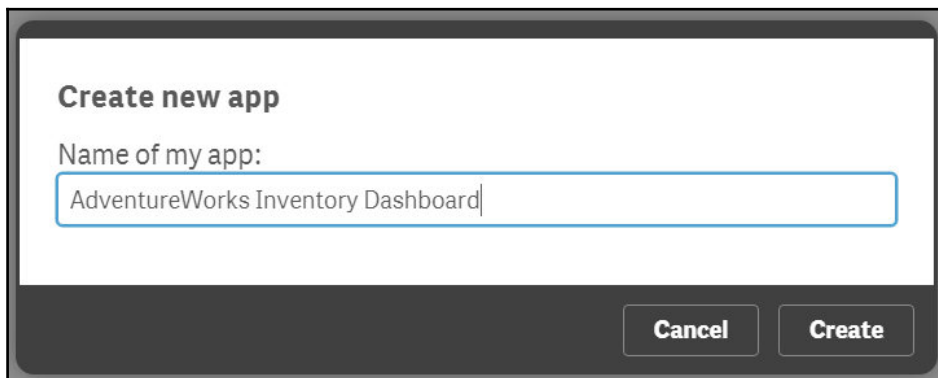 Create new app
Name of my app:
AdventureWorks Inventory Dashboard
Cancel Create